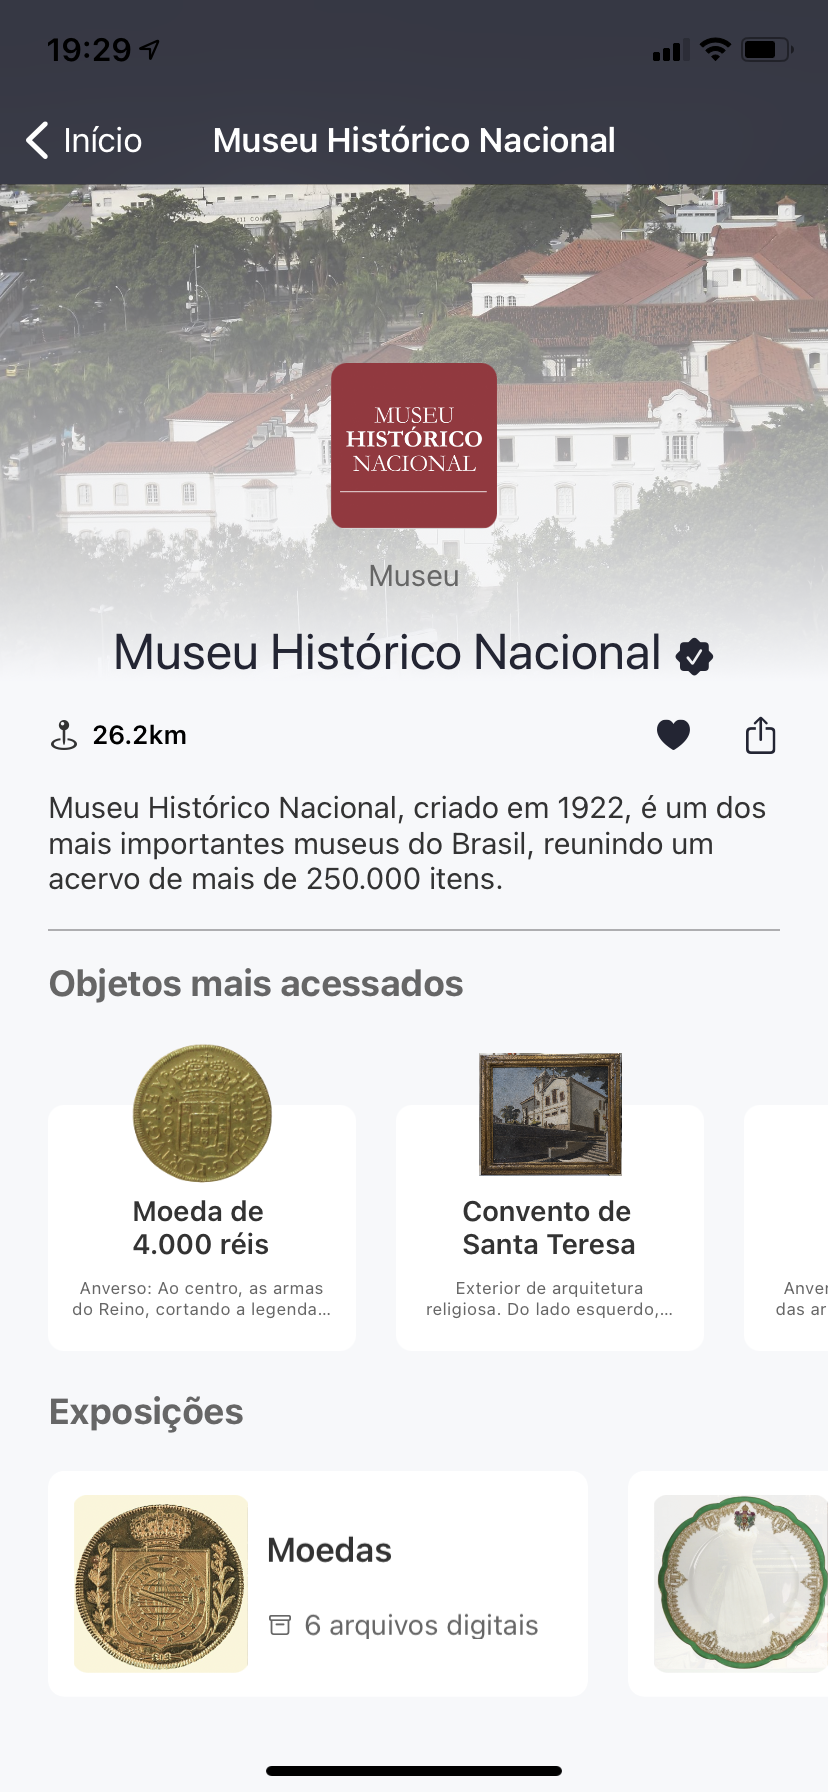 19:29
Início
Museu Histórico Nacional
MUSEU
HISTÓRICO
NACIONAL
Museu
Museu Histórico Nacional
26.2km
Museu Histórico Nacional, criado em 1922, é um dos
mais importantes museus do Brasil, reunindo um
acervo de mais de 250.000 itens.
Objetos mais acessados
Moeda de
4.000 réis
Anverso: Ao centro, as armas
do Reino, cortando a legenda...
Convento de
Santa Teresa
Exterior de arquitetura
religiosa. Do lado esquerdo,...
Anver
das ar
Exposições
Moedas
6 arquivos digitais